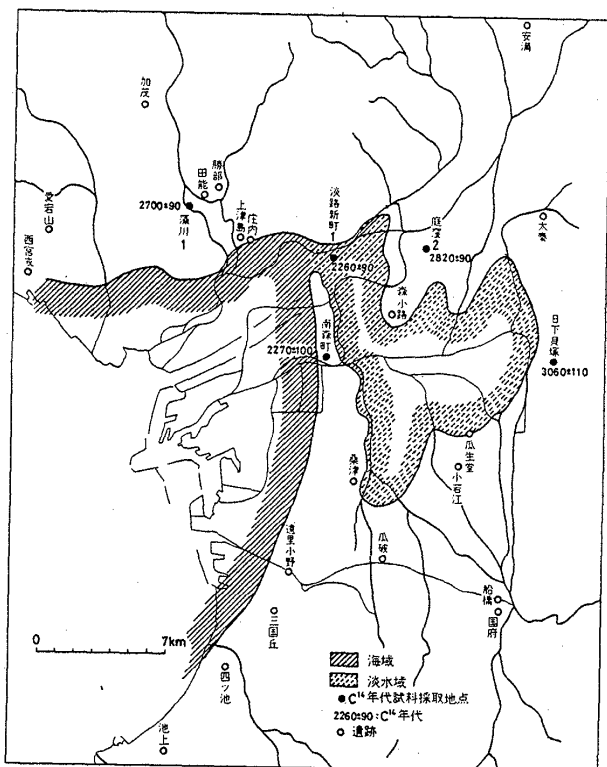 安満
加茂
勝部
田能
2700±90
藻川
1
上津島
庄内
淡路新町
1
2260±90
庭窪
2
2820±90
大秦
愛宕山
西宮亥
森小路
南森町
2270±100
日下貝塚
3060±110
瓜生堂
小若江
桑津
瓜破
遠里小野
船橋
国府
三国丘
四ツ池
池上
0 7km
海域
淡水域
C¹⁴年代試料採取地点
2260±90:C¹⁴年代
遺跡